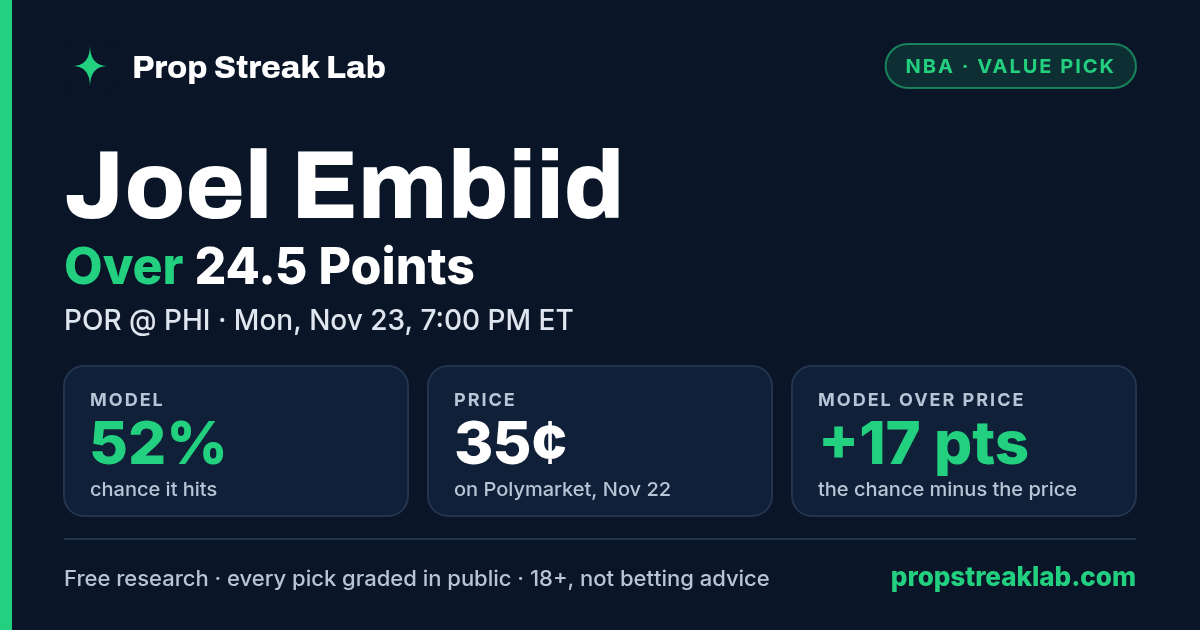 Prop Streak Lab
NBA · VALUE PICK
Joel Embiid
Over 24.5 Points
POR @ PHI · Mon, Nov 23, 7:00 PM ET
MODEL
52%
chance it hits
PRICE
35¢
on Polymarket, Nov 22
MODEL OVER PRICE
+17 pts
the chance minus the price
Free research · every pick graded in public · 18+, not betting advice
propstreaklab.com